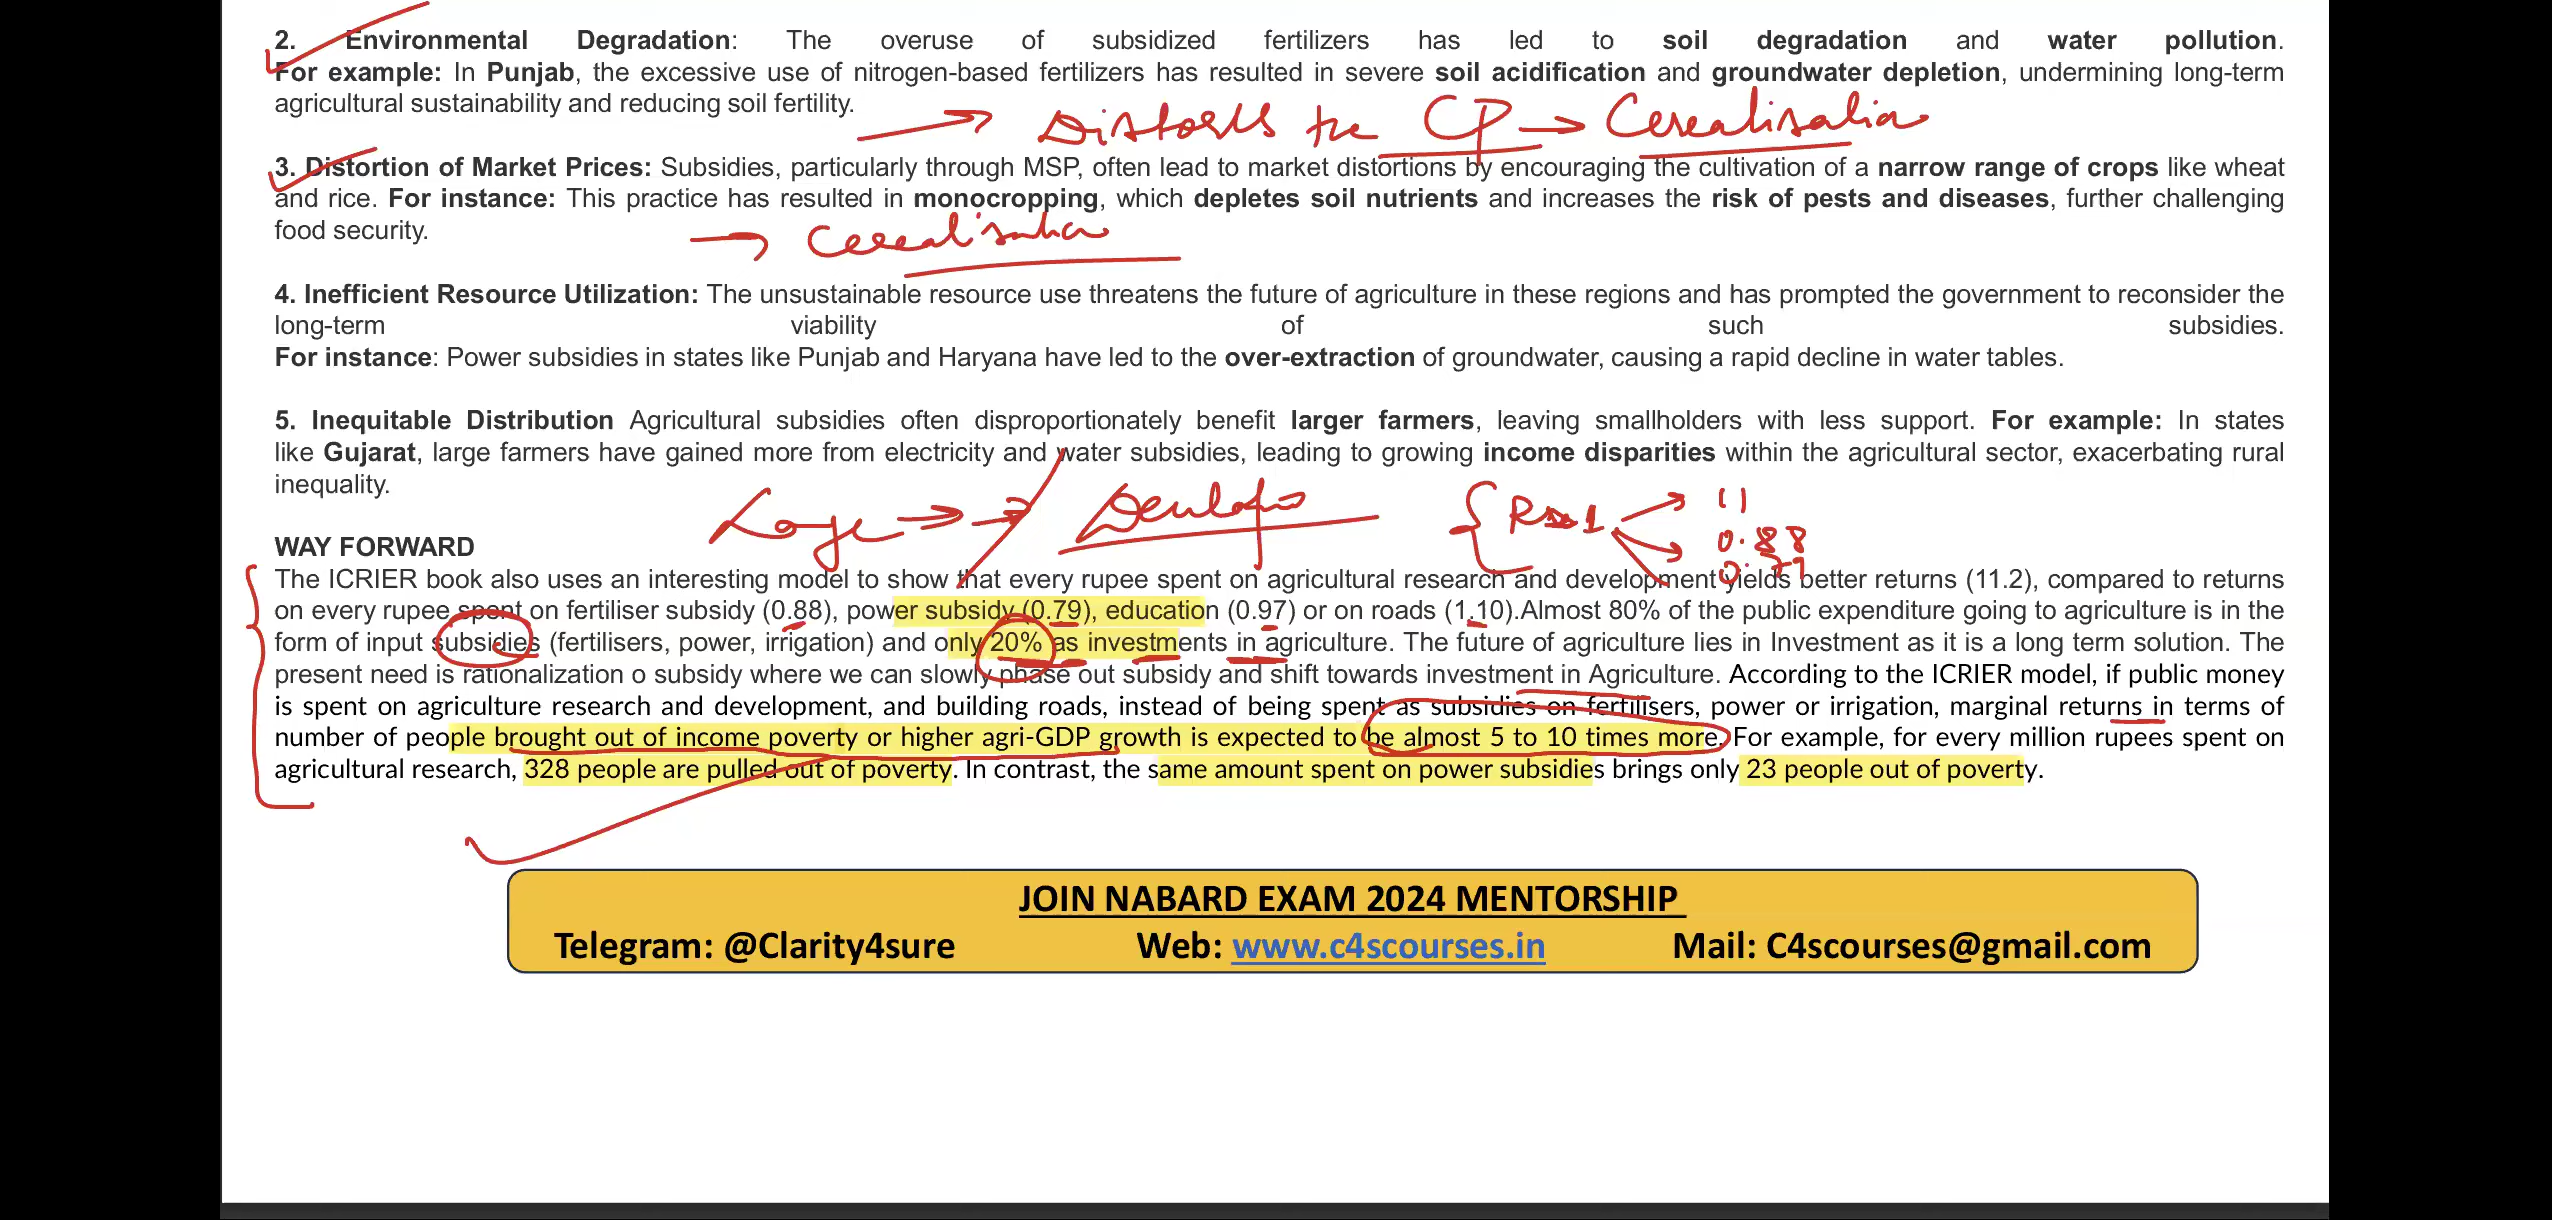 2. Environmental Degradation: The overuse of subsidized fertilizers has led to soil degradation and water pollution.
For example: In Punjab, the excessive use of nitrogen-based fertilizers has resulted in severe soil acidification and groundwater depletion, undermining long-term
agricultural sustainability and reducing soil fertility.
→ Distorts the CP → Cerealisation
3. Distortion of Market Prices: Subsidies, particularly through MSP, often lead to market distortions by encouraging the cultivation of a narrow range of crops like wheat
and rice. For instance: This practice has resulted in monocropping, which depletes soil nutrients and increases the risk of pests and diseases, further challenging
food security.
→ Cerealisation
4. Inefficient Resource Utilization: The unsustainable resource use threatens the future of agriculture in these regions and has prompted the government to reconsider the
long-term viability of such subsidies.
For instance: Power subsidies in states like Punjab and Haryana have led to the over-extraction of groundwater, causing a rapid decline in water tables.
5. Inequitable Distribution Agricultural subsidies often disproportionately benefit larger farmers, leaving smallholders with less support. For example: In states
like Gujarat, large farmers have gained more from electricity and water subsidies, leading to growing income disparities within the agricultural sector, exacerbating rural
inequality.
Large → → { → 11
0.88
0.79
WAY FORWARD
The ICRIER book also uses an interesting model to show that every rupee spent on agricultural research and development yields better returns (11.2), compared to returns
on every rupee spent on fertiliser subsidy (0.88), power subsidy (0.79), education (0.97) or on roads (1.10).Almost 80% of the public expenditure going to agriculture is in the
form of input subsidies (fertilisers, power, irrigation) and only 20% as investments in agriculture. The future of agriculture lies in Investment as it is a long term solution. The
present need is rationalization o subsidy where we can slowly phase out subsidy and shift towards investment in Agriculture. According to the ICRIER model, if public money
is spent on agriculture research and development, and building roads, instead of being spent as subsidies on fertilisers, power or irrigation, marginal returns in terms of
number of people brought out of income poverty or higher agri-GDP growth is expected to be almost 5 to 10 times more. For example, for every million rupees spent on
agricultural research, 328 people are pulled out of poverty. In contrast, the same amount spent on power subsidies brings only 23 people out of poverty.
JOIN NABARD EXAM 2024 MENTORSHIP
Telegram: @Clarity4sure Web: www.c4scourses.in Mail: C4scourses@gmail.com